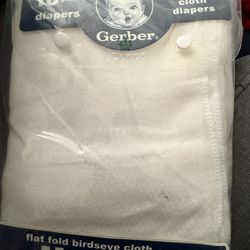 diapers
Gerber
cloth
diapers
flat fold birdseye cloth